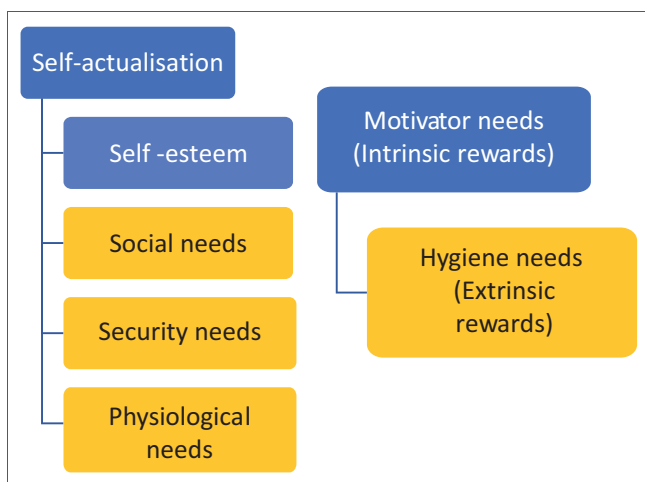 Self-actualisation
Self -esteem
Social needs
Security needs
Physiological
needs
Motivator needs
(Intrinsic rewards)
Hygiene needs
(Extrinsic
rewards)